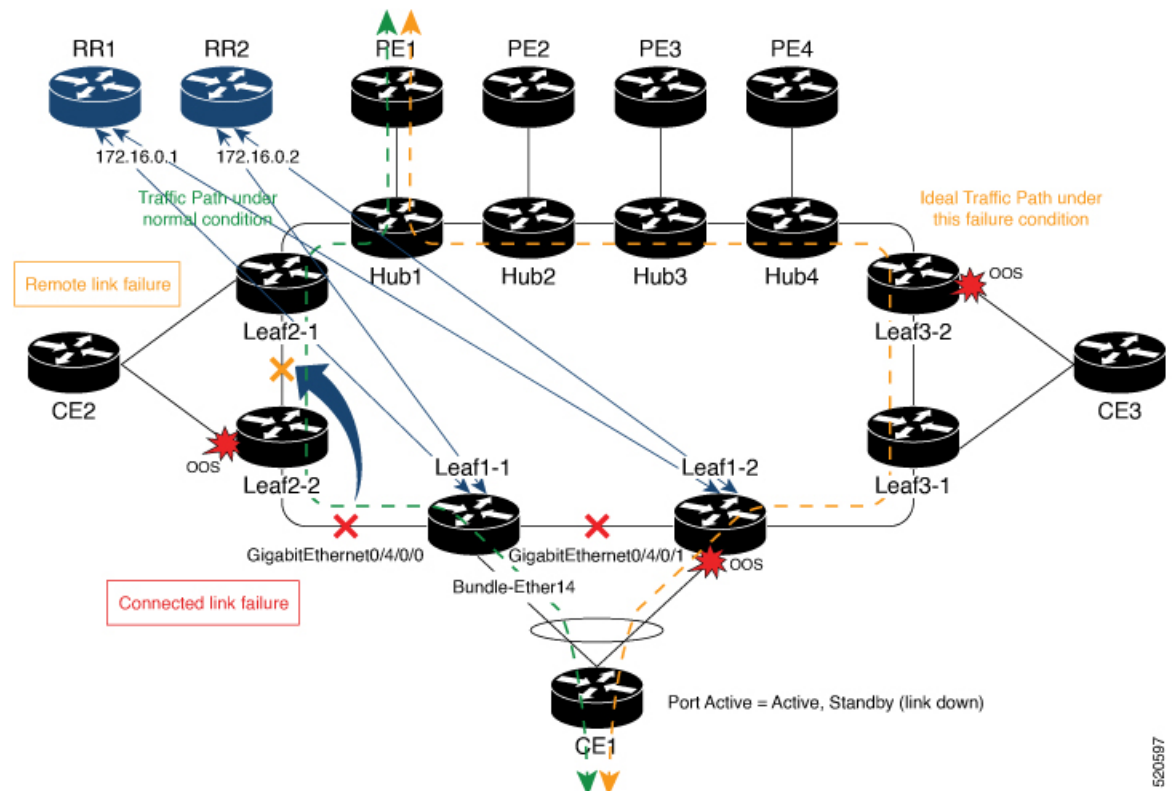 RR1
RR2
PE1
PE2
PE3
PE4
172.16.0.1
172.16.0.2
Traffic Path under
normal condition
Ideal Traffic Path under
this failure condition
Hub1
Hub2
Hub3
Hub4
Remote link failure
OOS
Leaf2-1
Leaf3-2
CE2
CE3
OOS
Leaf2-2
Leaf1-1
Leaf1-2
Leaf3-1
GigabitEthernet0/4/0/0
GigabitEthernet0/4/0/1
OOS
Bundle-Ether14
Connected link failure
Port Active = Active, Standby (link down)
CE1
520597